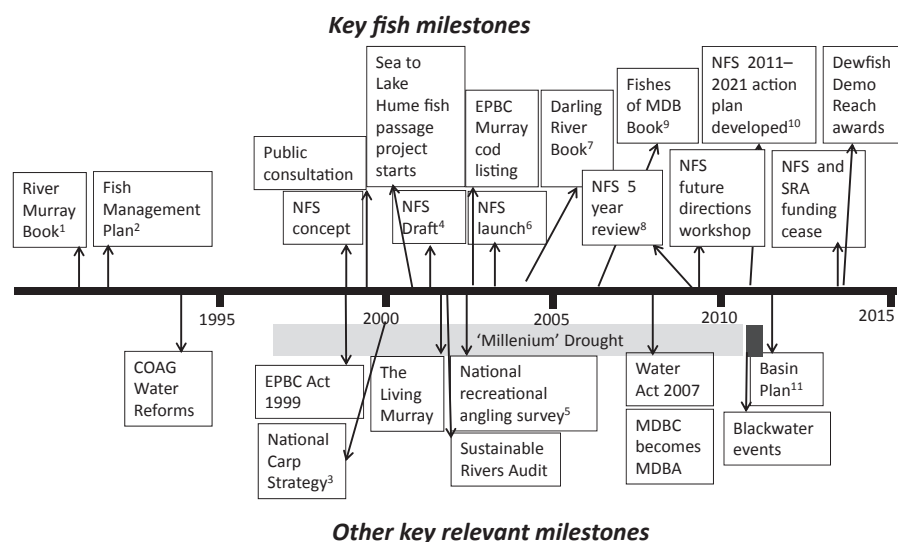 Key fish milestones
River
Murray
Book¹
Fish
Management
Plan²
Public
consultation
NFS
concept
Sea to
Lake
Hume fish
passage
project
starts
NFS
Draft⁴
EPBC
Murray
cod
listing
NFS
launch⁶
Darling
River
Book⁷
NFS 5
year
review⁸
Fishes
of MDB
Book⁹
NFS
future
directions
workshop
NFS 2011–
2021 action
plan
developed¹⁰
NFS and
SRA
funding
cease
Dewfish
Demo
Reach
awards
1995
2000
2005
2010
2015
'Millenium' Drought
COAG
Water
Reforms
EPBC Act
1999
National
Carp
Strategy³
The
Living
Murray
National
recreational
angling survey⁵
Sustainable
Rivers Audit
Water
Act 2007
MDBC
becomes
MDBA
Basin
Plan¹¹
Blackwater
events
Other key relevant milestones